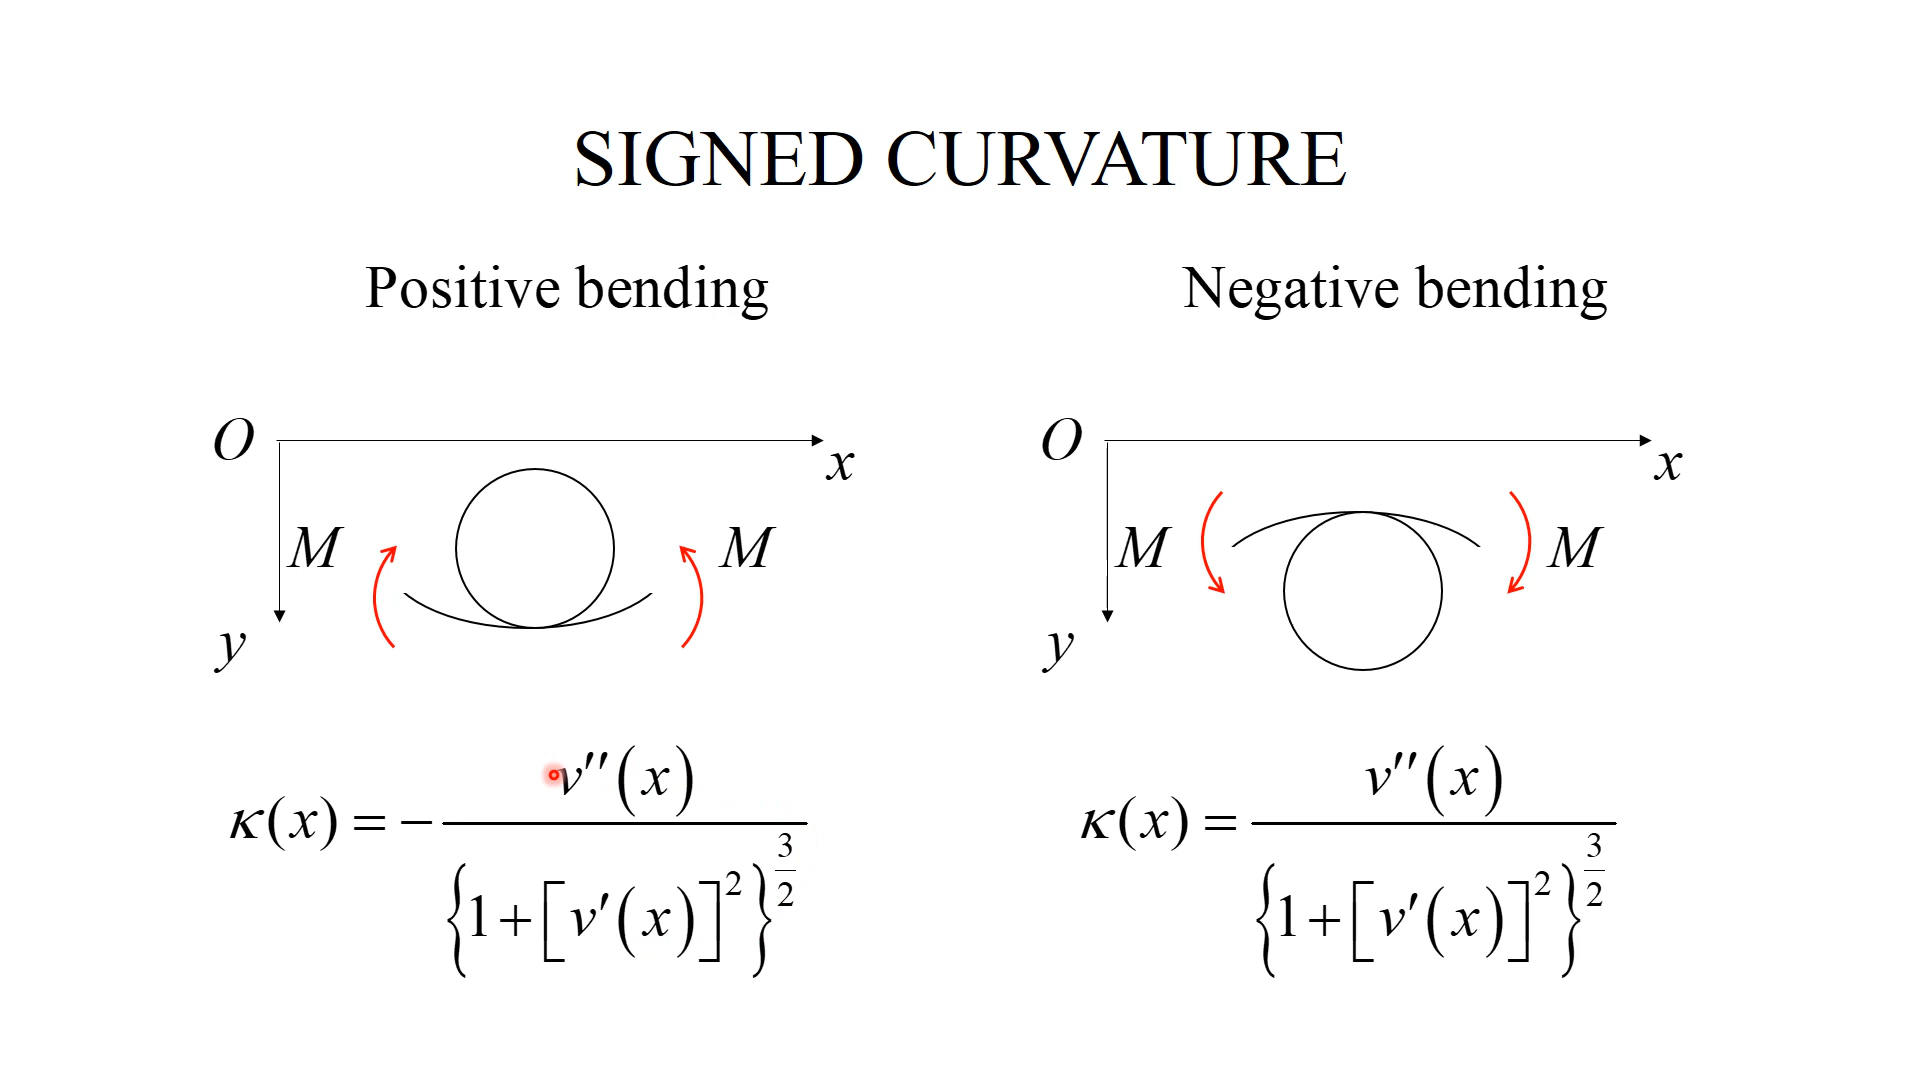 SIGNED CURVATURE
Positive bending
Negative bending
O
x
M
M
y
O
x
M
M
y
κ(x) = − v″(x) / {1 + [v′(x)]²}^(3/2)
κ(x) = v″(x) / {1 + [v′(x)]²}^(3/2)